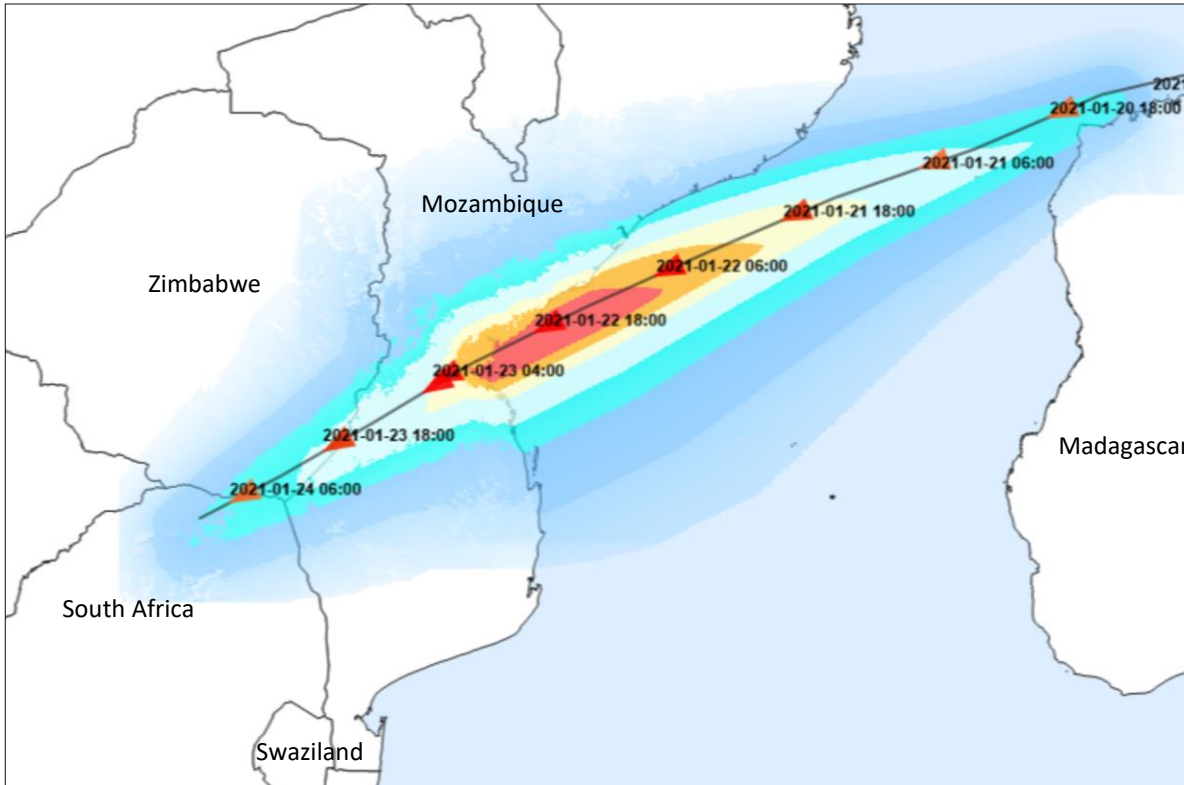 2021
2021-01-20 18:00
2021-01-21 06:00
Mozambique
2021-01-21 18:00
2021-01-22 06:00
Zimbabwe
2021-01-22 18:00
2021-01-23 04:00
2021-01-23 18:00
Madagascar
2021-01-24 06:00
South Africa
Swaziland